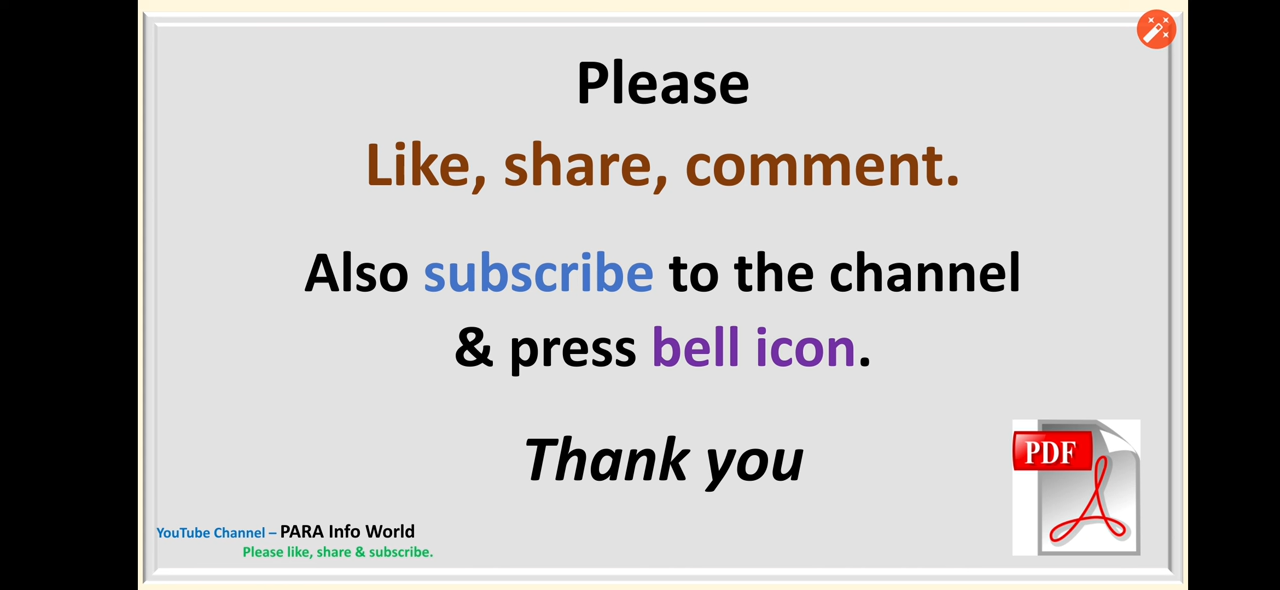 Please
Like, share, comment.
Also subscribe to the channel
& press bell icon.
Thank you
PDF
YouTube Channel – PARA Info World
Please like, share & subscribe.